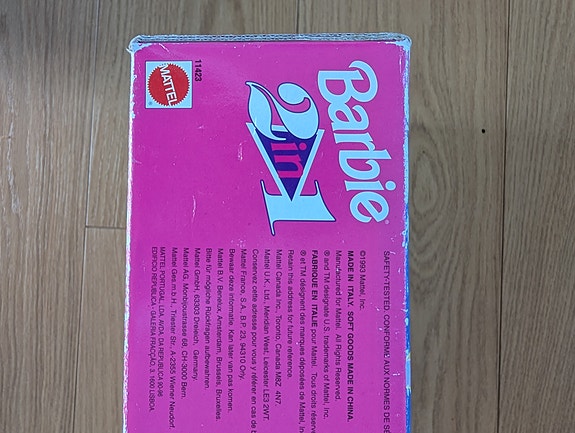 Barbie®
2 in 1
11423
MATTEL
®
SAFETY-TESTED. CONFORME AUX NORMES DE SÉ
©1993 Mattel, Inc.
MADE IN ITALY. SOFT GOODS MADE IN CHINA.
Manufactured for Mattel. All Rights Reserved.
® and TM designate U.S. trademarks of Mattel, Inc.
FABRIQUE EN ITALIE pour Mattel. Tous droits réservé
® et TM désignent des marques déposées de Mattel, In
Retain this address for future reference.
Mattel Canada Inc., Toronto, Canada M8Z 4N7.
Mattel U.K. Ltd, Meridian West, Leicester LE3 2WT.
Conservez cette adresse pour vous y référer en cas de b
Mattel France, S.A., B.P. 23, 94310 Orly.
Bewaar deze informatie. Kan later van pas komen.
Mattel B.V. Benelux, Amsterdam, Brussel, Bruxelles.
Bitte für mögliche Rückfragen aufbewahren.
Mattel GmbH, 63303 Dreieich, Germany.
Mattel AG, Monbijoustrasse 68, CH-3000 Bern.
Mattel Ges.m.b.H., Triester Str. A-2355 Wiener Neudorf.
MATTEL PORTUGAL LDA. AV.DA DA REPUBLICA 90-96
EDIFICIO REPUBLICA - GALERIA FRACÇÃO 3. 1600 LISBOA.